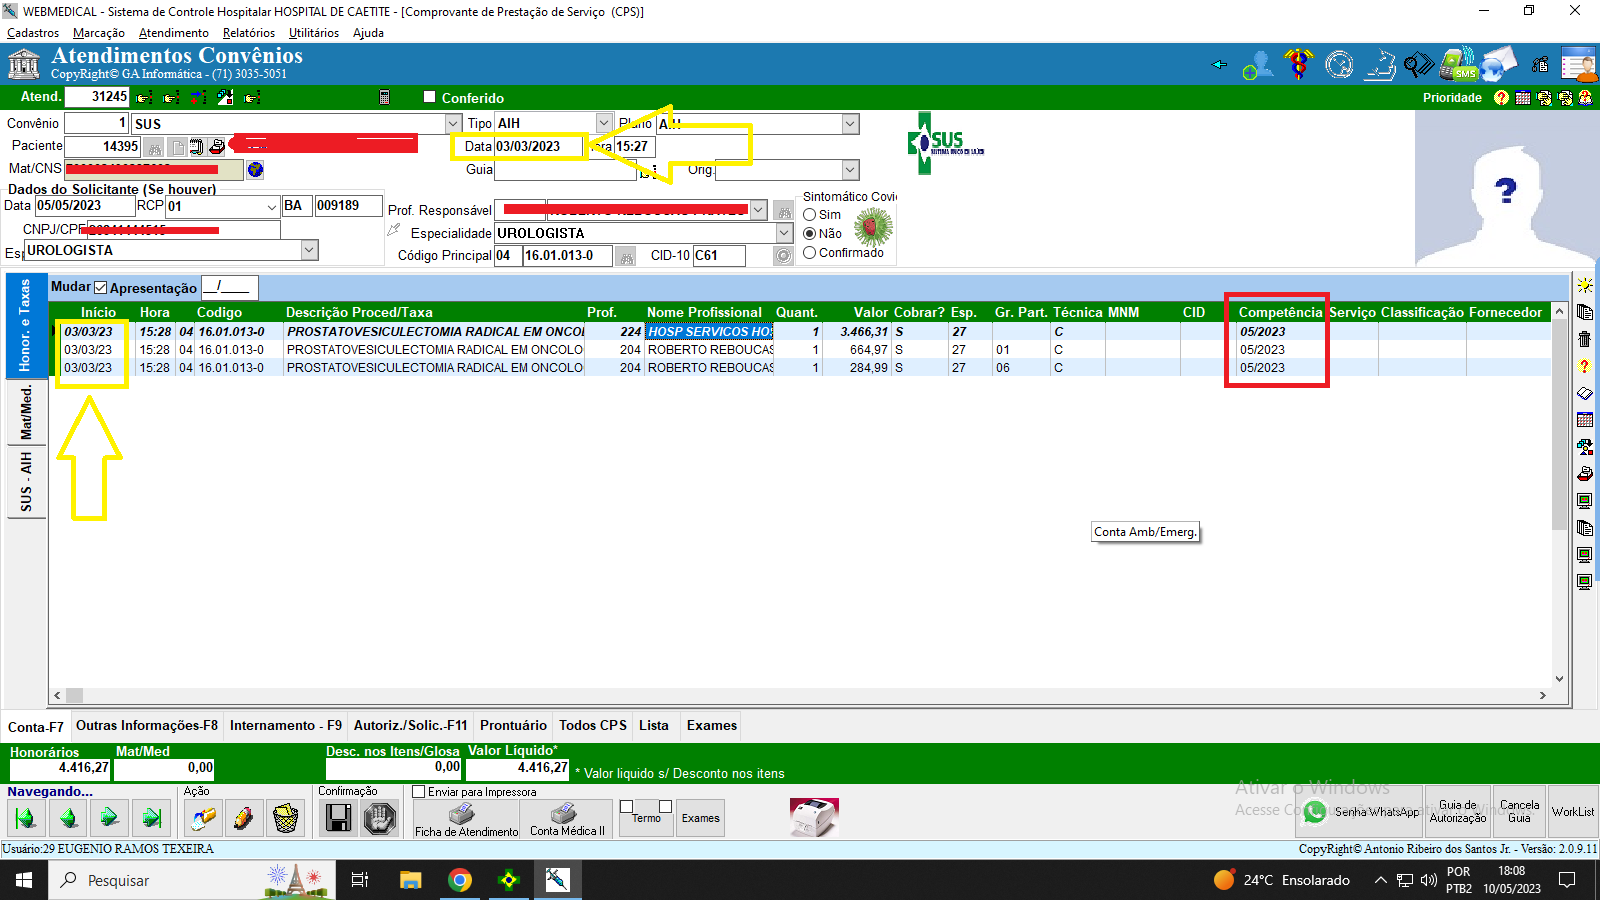 WEBMEDICAL - Sistema de Controle Hospitalar HOSPITAL DE CAETITE - [Comprovante de Prestação de Serviço (CPS)]
Cadastros Marcação Atendimento Relatórios Utilitários Ajuda
Atendimentos Convênios
CopyRight© GA Informática - (71) 3035-5051
SMS
Atend. 31245 Conferido Prioridade
Convênio 1 SUS Tipo AIH Plano AIH
SUS
Paciente 14395 Data 03/03/2023 15:27
Mat/CNS Guia Orig.
Dados do Solicitante (Se houver)
Data 05/05/2023 RCP 01 BA 009189 Prof. Responsável
Sintomático Covi
Sim
CNPJ/CPF Especialidade UROLOGISTA Não
UROLOGISTA Código Principal 04 16.01.013-0 CID-10 C61 Confirmado
Honor. e Taxas
Mat/Med.
SUS - AIH
Mudar Apresentação __/____
Início Hora Codigo Descrição Proced/Taxa Prof. Nome Profissional Quant. Valor Cobrar? Esp. Gr. Part. Técnica MNM CID Competência Serviço Classificação Fornecedor
03/03/23 15:28 04 16.01.013-0 PROSTATOVESICULECTOMIA RADICAL EM ONCOL 224 HOSP SERVICOS HO 1 3.466,31 S 27 C 05/2023
03/03/23 15:28 04 16.01.013-0 PROSTATOVESICULECTOMIA RADICAL EM ONCOLO 204 ROBERTO REBOUCAS 1 664,97 S 27 01 C 05/2023
03/03/23 15:28 04 16.01.013-0 PROSTATOVESICULECTOMIA RADICAL EM ONCOLO 204 ROBERTO REBOUCAS 1 284,99 S 27 06 C 05/2023
Conta Amb/Emerg.
Conta-F7 Outras Informações-F8 Internamento - F9 Autoriz./Solic.-F11 Prontuário Todos CPS Lista Exames
Honorários Mat/Med Desc. nos Itens/Glosa Valor Líquido*
4.416,27 0,00 0,00 4.416,27 * Valor liquido s/ Desconto nos itens
Navegando... Ação Confirmação Enviar para Impressora
Ficha de Atendimento Conta Médica II Termo Exames
Ativar o Windows
Senha WhatsApp Guia de Autorização Cancela Guia WorkList
Usuário:29 EUGENIO RAMOS TEXEIRA CopyRight© Antonio Ribeiro dos Santos Jr. - Versão: 2.0.9.11
Pesquisar 24°C Ensolarado POR PTB2 18:08 10/05/2023